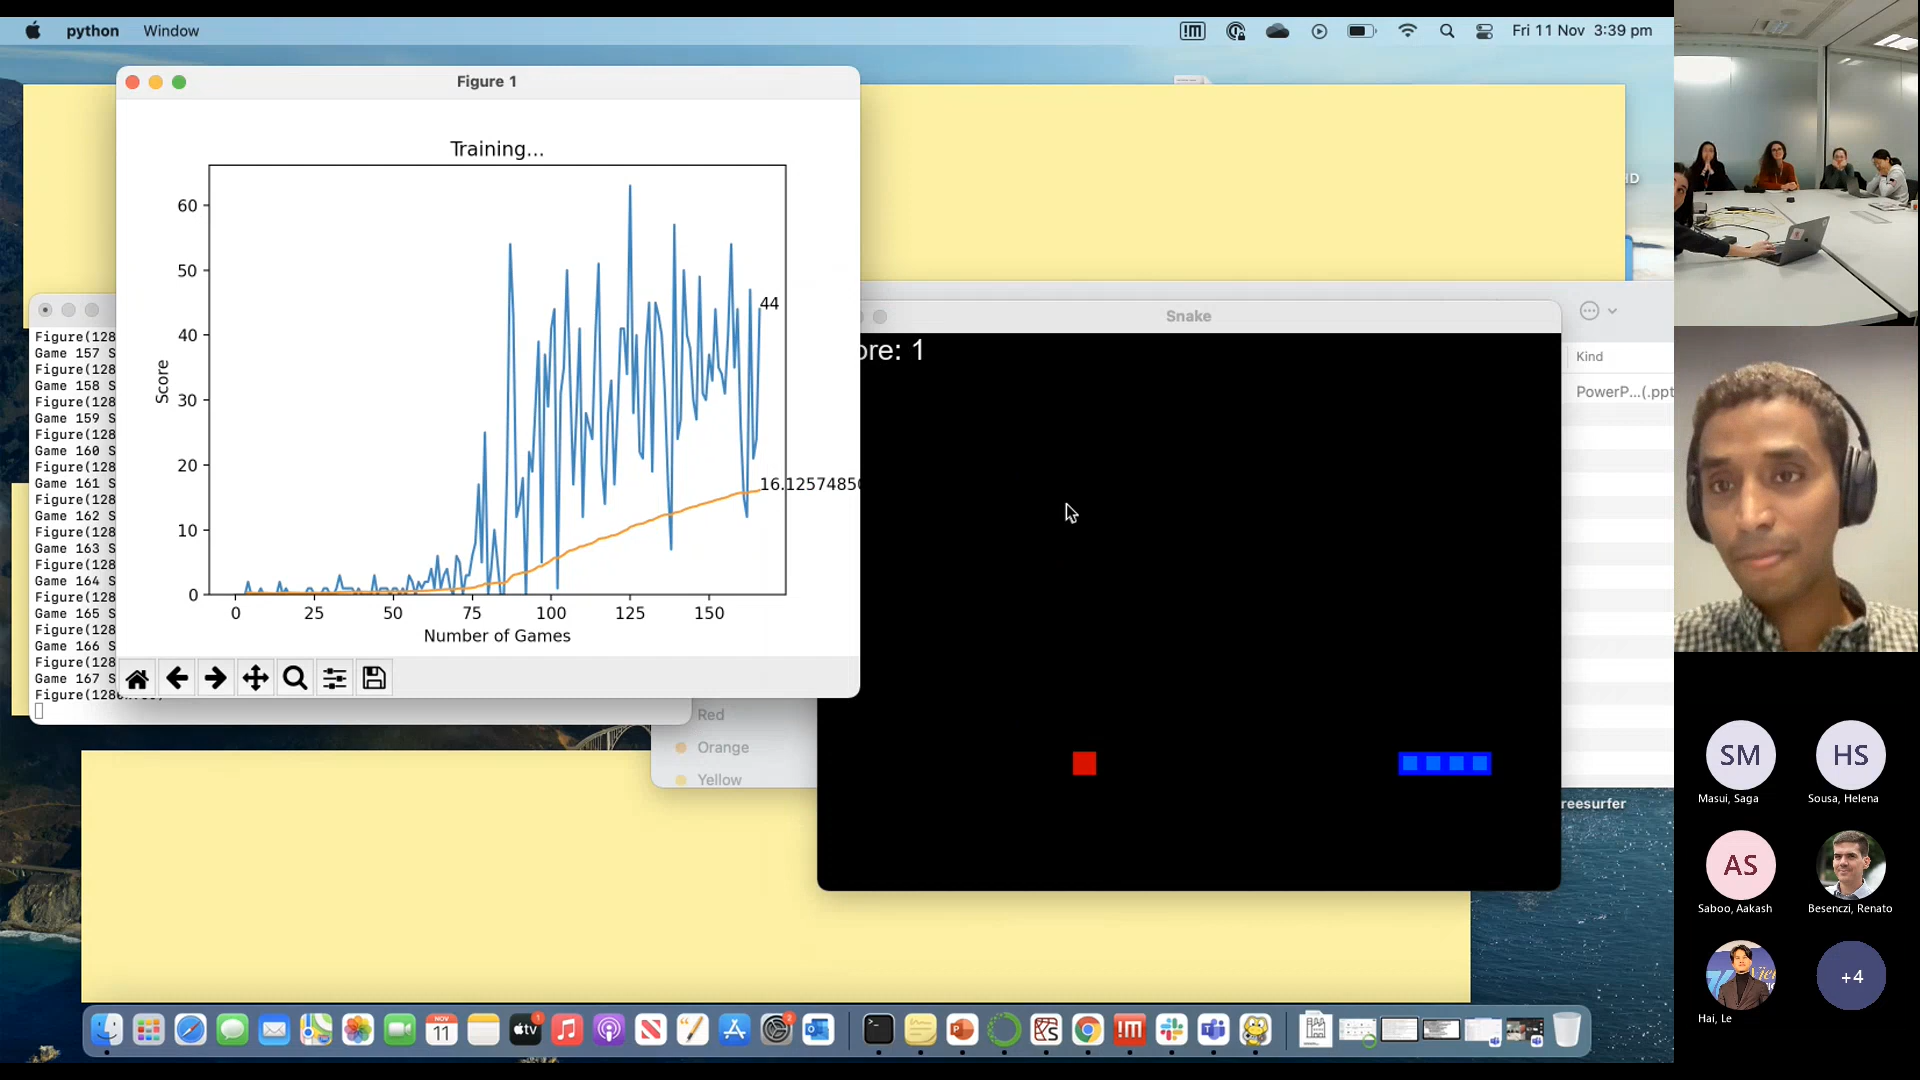 python
Window
Fri 11 Nov 3:39 pm
Figure 1
Training...
60
50
40
30
20
10
0
Score
44
16.12574850
0
25
50
75
100
125
150
Number of Games
Figure(128
Game 157 S
Figure(128
Game 158 S
Figure(128
Game 159 S
Figure(128
Game 160 S
Figure(128
Game 161 S
Figure(128
Game 162 S
Figure(128
Game 163 S
Figure(128
Game 164 S
Figure(128
Game 165 S
Figure(128
Game 166 S
Figure(128
Game 167 S
Snake
ore: 1
Kind
PowerP...(.ppt
Red
Orange
Yellow
reesurfer
NOV
11
tv
SM
Masui, Saga
HS
Sousa, Helena
AS
Saboo, Aakash
Besenczi, Renato
Hai, Le
+4